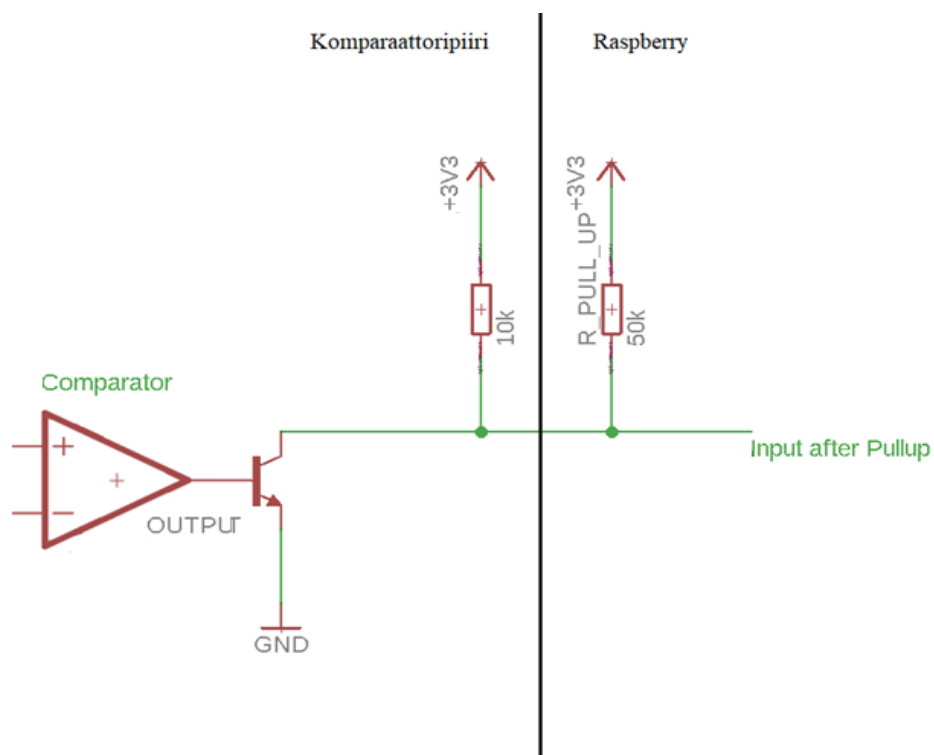 Komparaattoripiiri
Raspberry
+3V3
+3V3
10k
R_PULL_UP
50k
Comparator
+
-
OUTPUT
Input after Pullup
GND